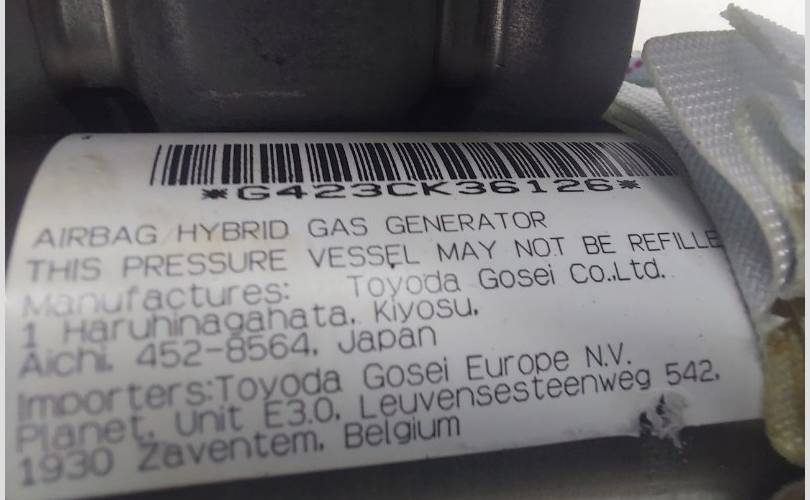 *G423CK36126*
AIRBAG HYBRID GAS GENERATOR
THIS PRESSURE VESSEL MAY NOT BE REFILLE
Manufactures: Toyoda Gosei Co.Ltd.
1 Haruhinagahata, Kiyosu,
Aichi, 452-8564, Japan
Importers:Toyoda Gosei Europe N.V.
Planet, Unit E3.0, Leuvensesteenweg 542,
1930 Zaventem, Belgium